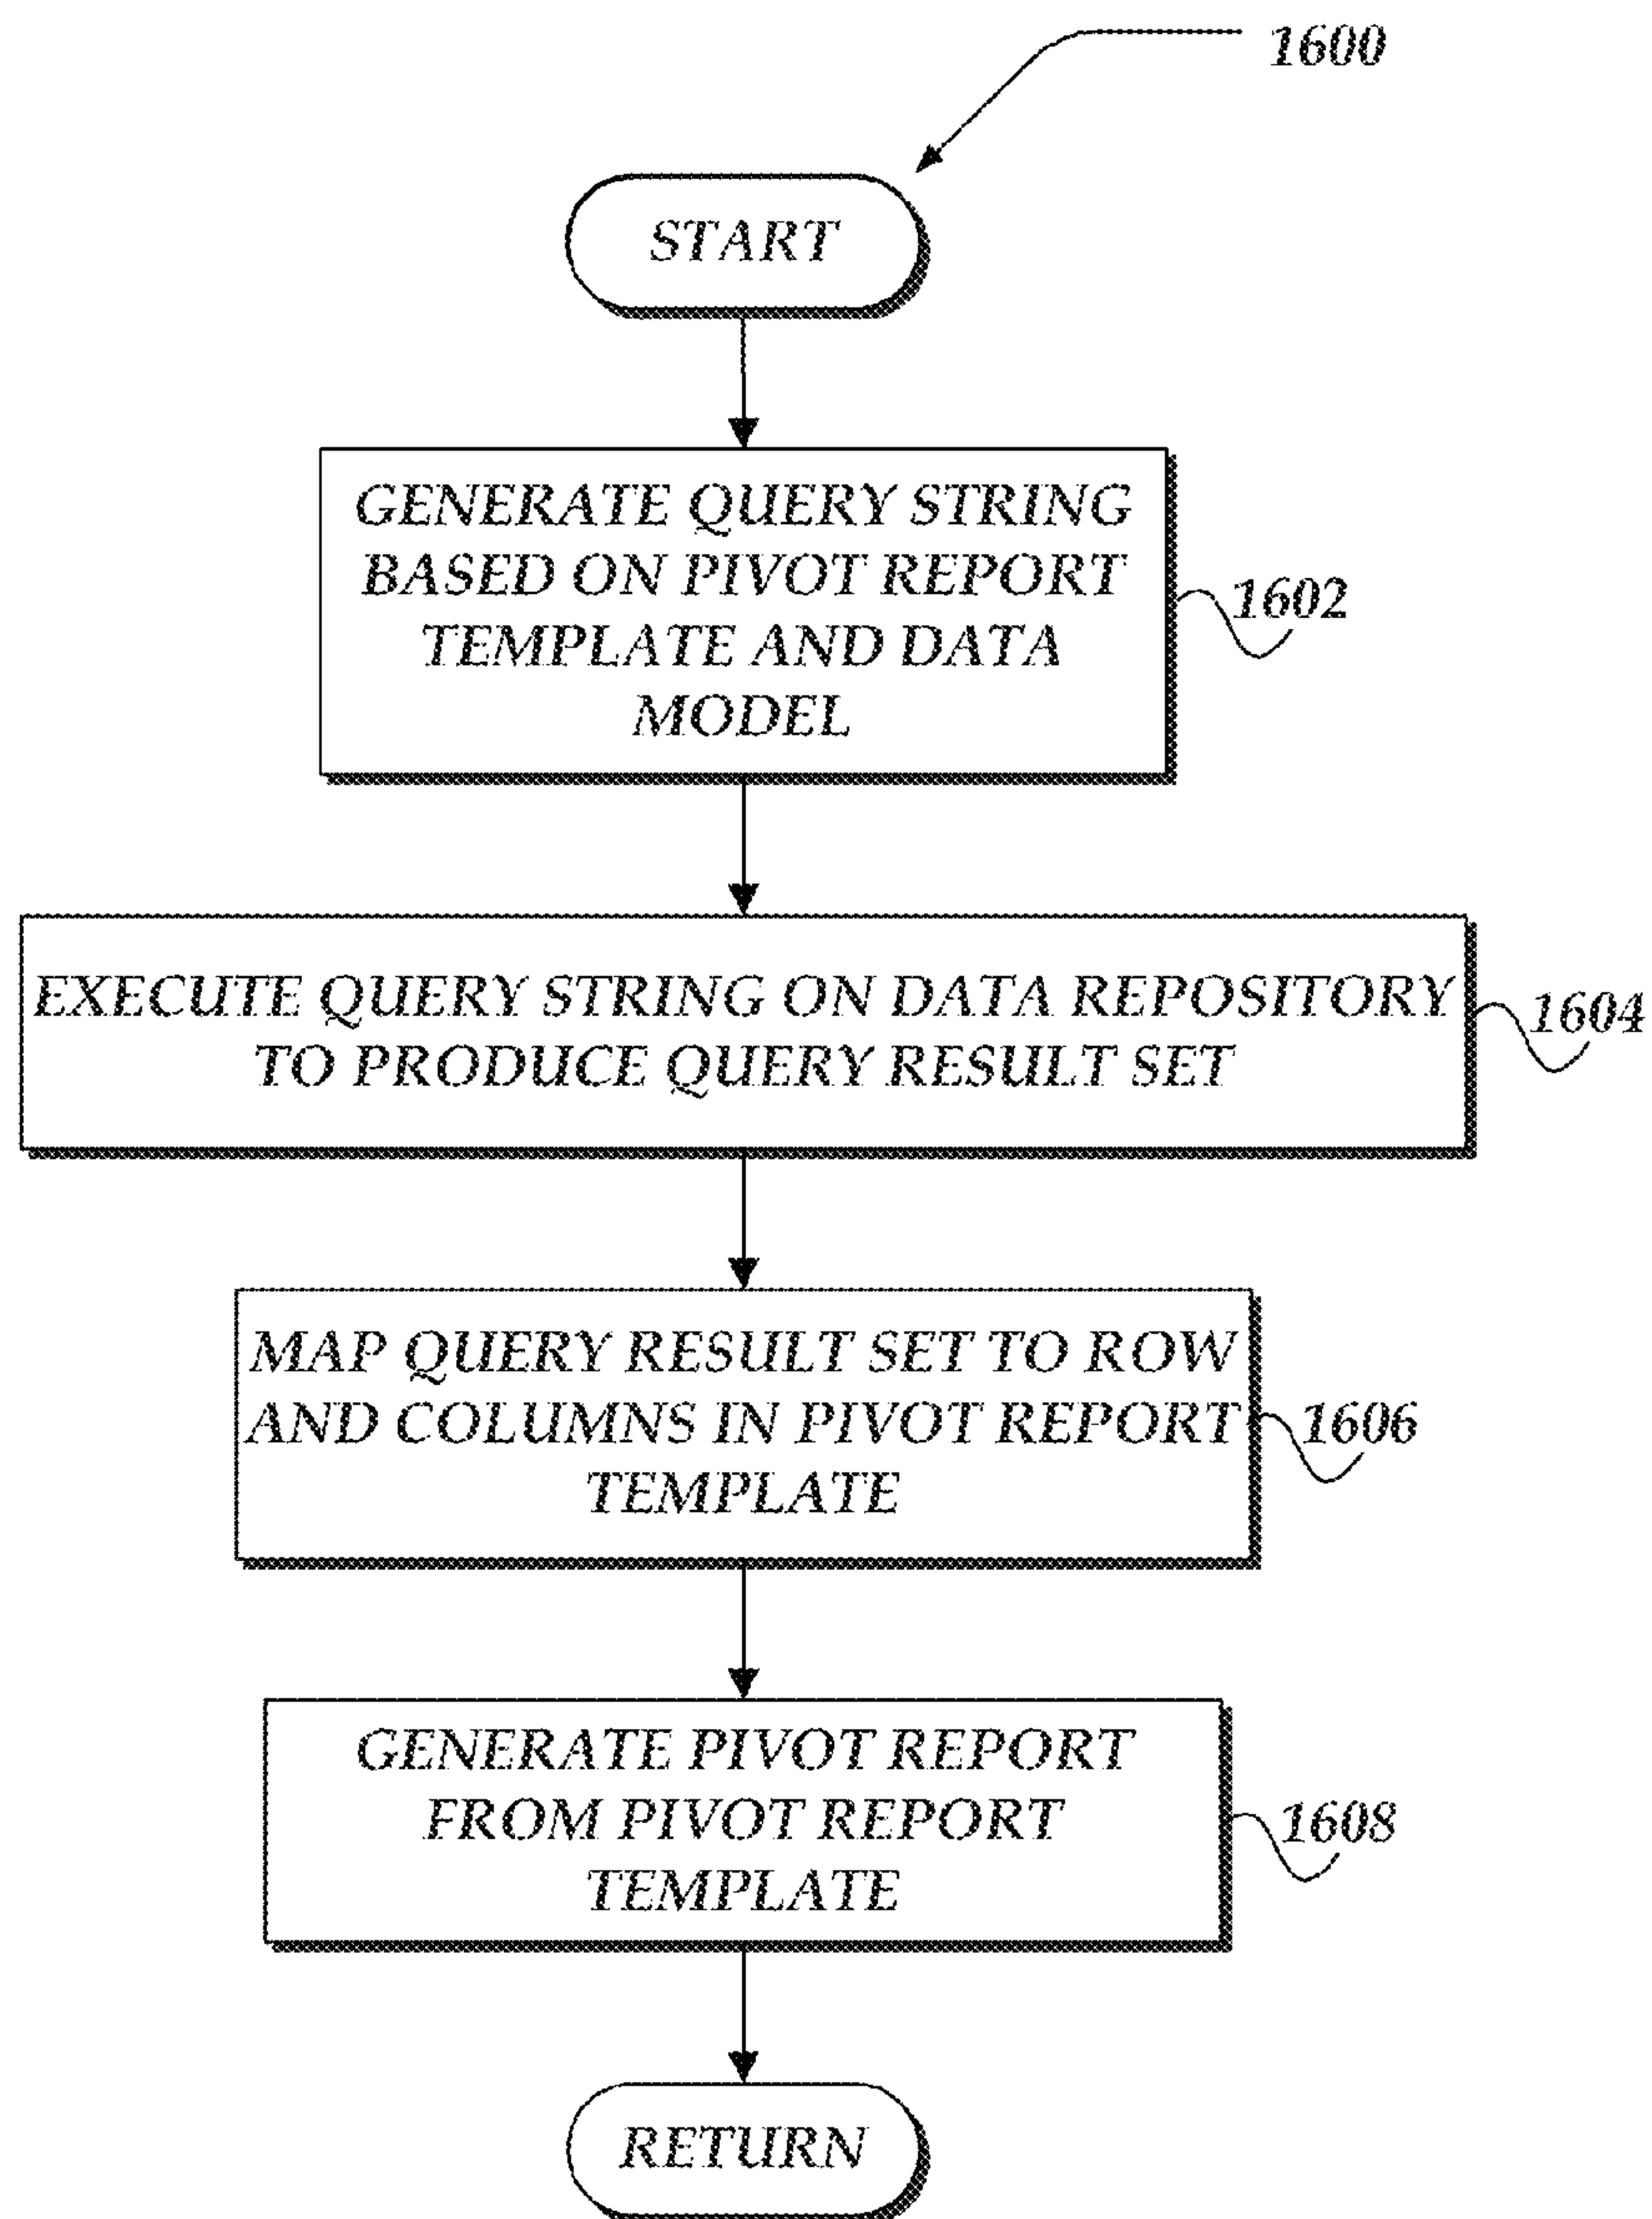 1600
START
GENERATE QUERY STRING
BASED ON PIVOT REPORT
TEMPLATE AND DATA
MODEL
1602
EXECUTE QUERY STRING ON DATA REPOSITORY
TO PRODUCE QUERY RESULT SET
1604
MAP QUERY RESULT SET TO ROW
AND COLUMNS IN PIVOT REPORT
TEMPLATE
1606
GENERATE PIVOT REPORT
FROM PIVOT REPORT
TEMPLATE
1608
RETURN